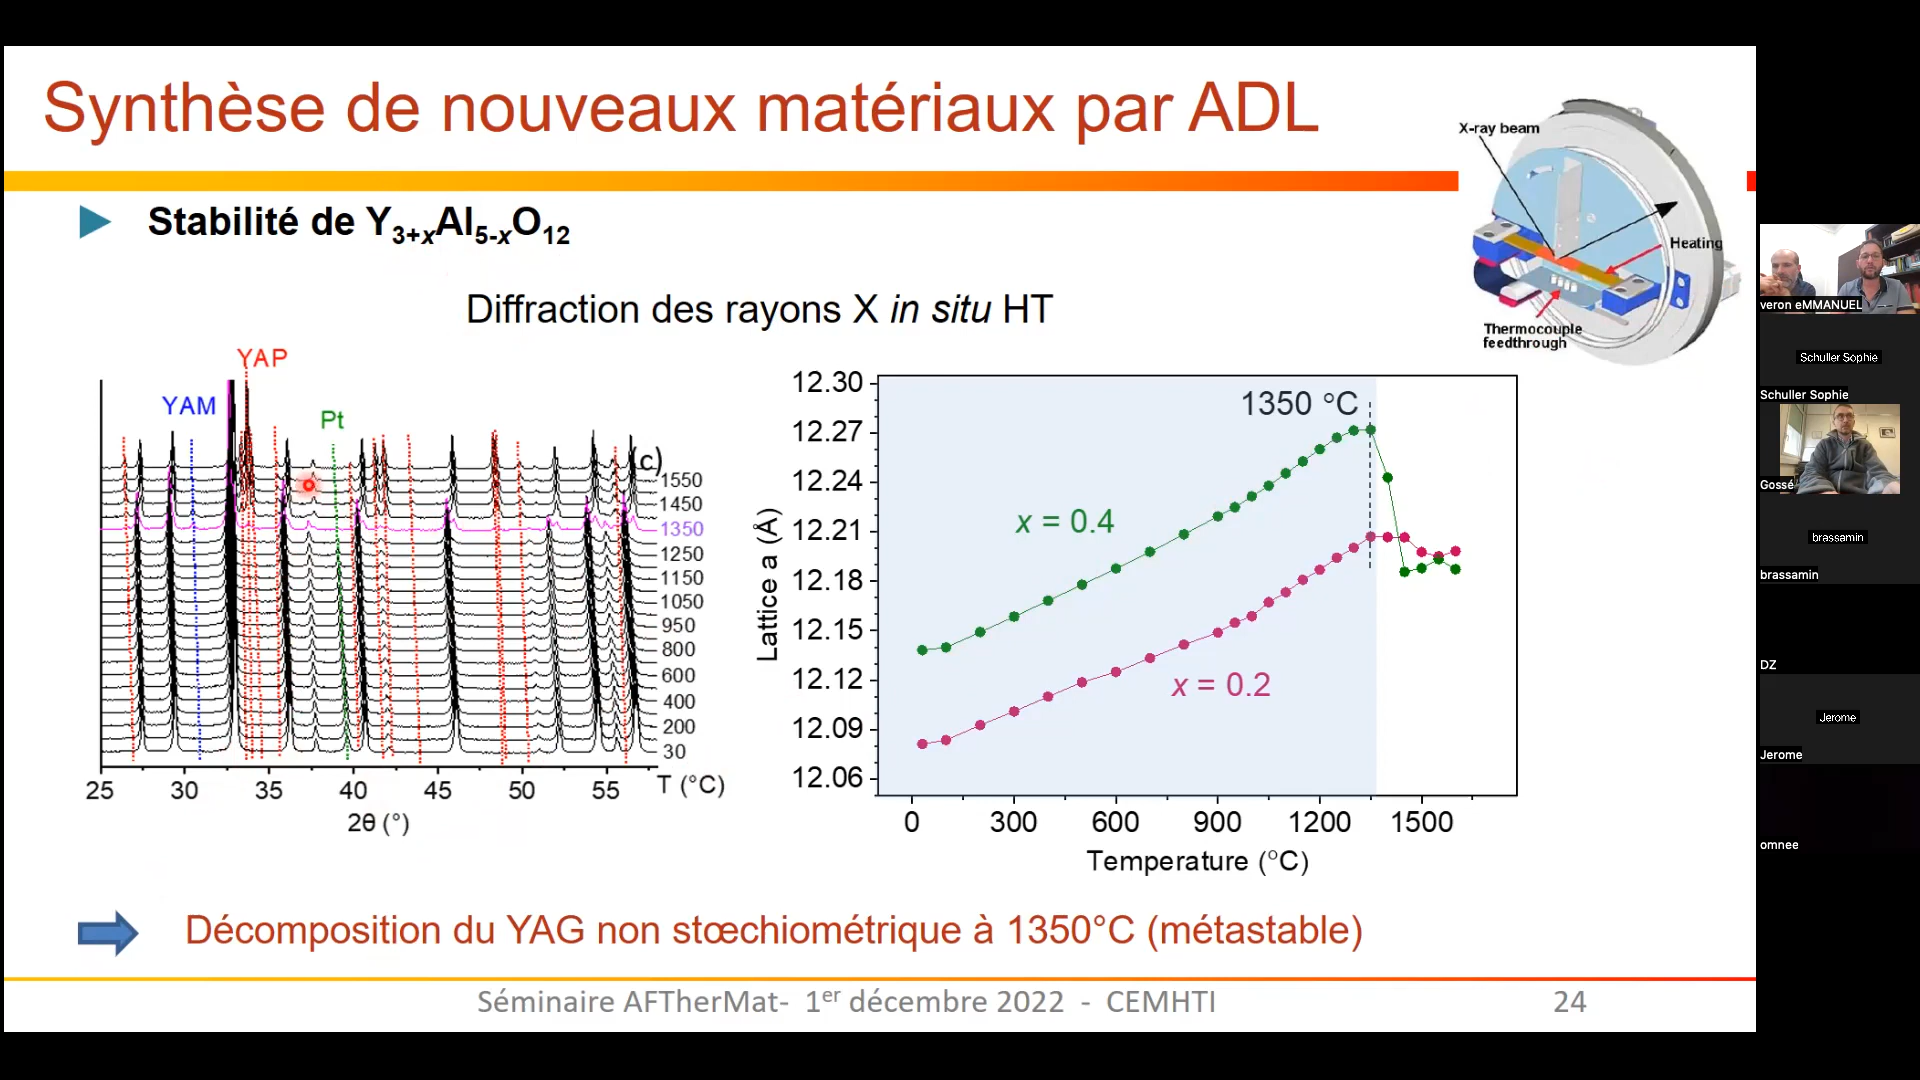 Synthèse de nouveaux matériaux par ADL
X-ray beam
Heating
Thermocouple
feedthrough
Stabilité de Y3+xAl5-xO12
Diffraction des rayons X in situ HT
YAP
YAM
Pt
(c)
1550
1450
1350
1250
1150
1050
950
800
600
400
200
30
T (°C)
25 30 35 40 45 50 55
2θ (°)
12.30
12.27
12.24
12.21
12.18
12.15
12.12
12.09
12.06
Lattice a (Å)
1350 °C
x = 0.4
x = 0.2
0 300 600 900 1200 1500
Temperature (°C)
Décomposition du YAG non stœchiométrique à 1350°C (métastable)
Séminaire AFTherMat- 1er décembre 2022 - CEMHTI
24
veron eMMANUEL
Schuller Sophie
Schuller Sophie
Gossé
brassamin
brassamin
DZ
Jerome
Jerome
omnee